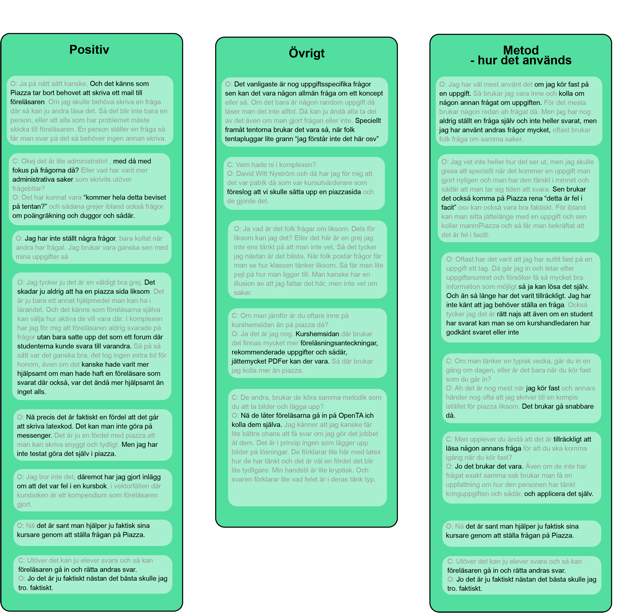 Positiv
O: Ja på nått sätt kanske. Och det känns som
Piazza tar bort behovet att skriva ett mail till
föreläsaren. Om jag skulle behöva skriva en fråga
där så kan ju andra läsa det. Så det blir inte bara en
person, eller att alla som har problemet måste
skicka till föreläsaren. En person ställer en fråga så
får man svar på det så behöver ingen annan skriva.
C: Okej det är lite administrativt , med då med
fokus på frågorna då? Eller vad har varit mer
administrativa saker som skrivits utöver
frågebitar?
O: Det har kunnat vara “kommer hela detta beviset
på tentan?” och sådana grejer ibland också frågor
om poängräkning och duggor och sådär.
O: Jag har inte ställt några frågor, bara kollat när
andra har frågat. Jag brukar vara ganska sen med
mina uppgifter så
O: Jag tycker ju det är en väldigt bra grej. Det
skadar ju aldrig att ha en piazza sida liksom. Det
är ju bara ett annat hjälpmedel man kan ha i
lärandet. Och det känns som föreläsarna själva
kan välja hur aktiva de vill vara där. I komplexen
har jag för mig att föreläsaren aldrig svarade på
frågor utan bara satte upp det som ett forum där
studenterna kunde svara till varandra. Så på så
sätt var det ganska bra, det tog ingen extra tid för
honom, även om det kanske hade varit mer
hjälpsamt om man hade haft en föreläsare som
svarat där också, var det ändå mer hjälpsamt än
inget alls.
O: Nä precis det är faktiskt en fördel att det går
att skriva latexkod. Det kan man inte göra på
messenger. Det är ju en fördel med piazza att
man kan skriva snyggt och tydligt. Men jag har
inte testat göra det själv i piazza.
O: Jag tror inte det, däremot har jag gjort inlägg
om att det var fel i en kursbok, i vektorfälten där
kursboken är ett kompendium som föreläsaren
gjort.
O: Nä det är sant man hjälper ju faktisk sina
kursare genom att ställa frågan på Piazza.
C: Utöver det kan ju elever svara och så kan
föreläsaren gå in och rätta andras svar.
O: Jo det är ju faktiskt nästan det bästa skulle jag
tro. faktiskt.
Övrigt
O: Det vanligaste är nog uppgiftsspecifika frågor
sen kan det vara någon allmän fråga om ett koncept
eller så. Om det bara är någon random uppgift då
läser man det inte alltid. Då kan ju ändå alla ta del
av det även om man gjort frågan eller inte. Speciellt
framåt tentorna brukar det vara så, när folk
tentapluggar lite grann “jag förstår inte det här osv”
C: Vem hade ni i komplexen?
O: David Witt Nyström och då har jag för mig att
det var patrik då som var kursutvärderare som
föreslog att vi skulle sätta upp en piazzasida och
de gjorde det.
O: Ja vad är det folk frågar om liksom. Dels för
liksom kan jag det? Eller det här är en grej jag
inte ens tänkt på att man inte vet. Så det tycker
jag nästan är det bästa. När folk postar frågor får
man se hur klassen tänker liksom. Så får man lite
pejl på hur man ligger till. Man kanske har en
illusion av att jag fattar det här, men inte vet om
saker.
C: Om man jämför är du oftare inne på
kurshemsidan än på piazza då?
O: Ja det är jag nog. Kurshemsidan där brukar
det finnas mycket mer föreläsningsanteckningar,
rekommenderade uppgifter och sådär,
jättemycket PDFer kan der vara. Så där brukar
jag kolla mer än piazza.
C: De andra, brukar de köra samma metodik som
du att ta bilder och lägga upp?
O: Nä de låter föreläsarna gå in på OpenTA ich
kolla dem själva. Jag känner att jag kanske får
lite bättre chans att få svar om jag gör det jobbet
åt dem. Det är i princip ingen som lägger upp
bilder på lösningar. De förklarar lite här med latex
hur de har tänkt och det är väl en fördel det blir
lite tydligare. Min handstil är lite kryptisk. Och
svaren förklarar lite vad felet är i deras tänk typ.
Metod
- hur det används
O: Jag har väl mest använt det om jag kör fast på
en uppgift. Så brukar jag vara inne och kolla om
någon annan frågat om uppgiften. För det mesta
brukar någon redan ah frågat då. Men jag har nog
aldrig ställt en fråga själv och inte heller svarat, men
jag har använt andras frågor mycket, oftast brukar
folk fråga om samma saker.
O: Jag vet inte heller hur det ser ut, men jag skulle
gissa att speciellt när det kommer en uppgift man
gjort nyligen och man har den färskt i minnet och
sådär att man tar sig tiden att svara. Sen brukar
det också komma på Piazza rena “detta är fel i
facit” osv kan också vara bra faktiskt. För ibland
kan man sitta jättelänge med en uppgift och sen
kollar mannPiazza och så får man bekräftat att
det är fel i facit.
O: Oftast har det varit att jag har suttit fast på en
uppgift ett tag. Då går jag in och letar efter
uppgiftsnumret och försöker få så mycket bra
information som möjligt så ja kan lösa det själv.
Och än så länge har det varit tillräckligt. Jag har
inte känt att jag behöver ställa en fråga. Också
tycker jag det är rätt najs att även om en student
har svarat kan man se om kurshandledaren har
godkänt svaret eller inte
C: Om man tänker en typisk vecka, går du in en
gång om dagen, eller är det bara när du kör fast
som du går in?
O: Ah det är nog mest när jag kör fast och annars
händer nog ofta att jag skriver till en kompis
istället för piazza liksom. Det brukar gå snabbare
då.
C: Men upplever du ändå att det är tillräckligt att
läsa någon annans fråga för att du ska komma
igång när du kör fast?
O: Jo det brukar det vara. Även om de inte har
frågat exakt samma sak brukar man få en
uppfattning om hur den personen har tänkt
kringuppgiften och sådär, och applicera det själv.
O: Nä det är sant man hjälper ju faktisk sina
kursare genom att ställa frågan på Piazza.
C: Utöver det kan ju elever svara och så kan
föreläsaren gå in och rätta andras svar.
O: Jo det är ju faktiskt nästan det bästa skulle jag
tro. faktiskt.